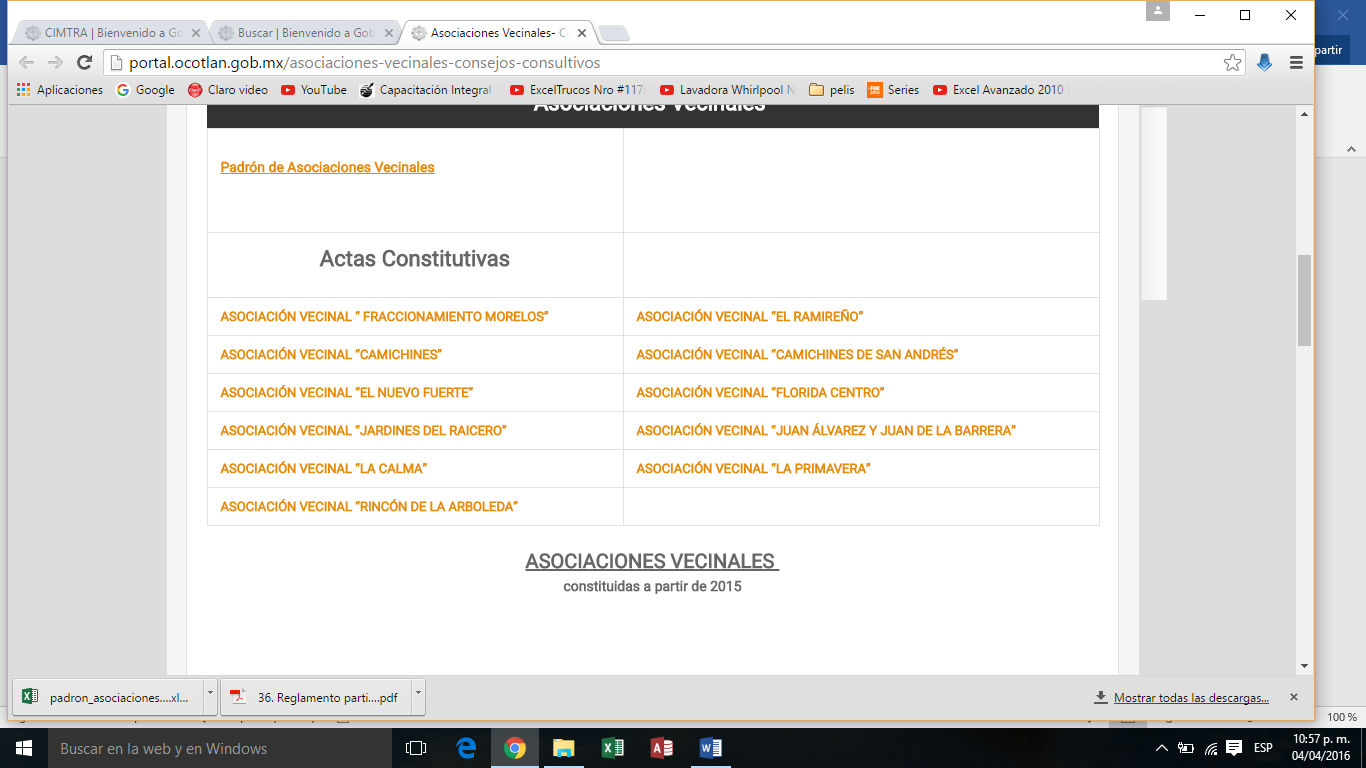 CIMTRA | Bienvenido a Go
Buscar | Bienvenido a Gob
Asociaciones Vecinales- C
partir
portal.ocotlan.gob.mx/asociaciones-vecinales-consejos-consultivos
Aplicaciones Google Claro video YouTube Capacitación Integral ExcelTrucos Nro #117: Lavadora Whirlpool N pelis Series Excel Avanzado 2010
Asociaciones Vecinales
Padrón de Asociaciones Vecinales
Actas Constitutivas
ASOCIACIÓN VECINAL “ FRACCIONAMIENTO MORELOS” ASOCIACIÓN VECINAL “EL RAMIREÑO”
ASOCIACIÓN VECINAL “CAMICHINES” ASOCIACIÓN VECINAL “CAMICHINES DE SAN ANDRÉS”
ASOCIACIÓN VECINAL “EL NUEVO FUERTE” ASOCIACIÓN VECINAL “FLORIDA CENTRO”
ASOCIACIÓN VECINAL “JARDINES DEL RAICERO” ASOCIACIÓN VECINAL “JUAN ÁLVAREZ Y JUAN DE LA BARRERA”
ASOCIACIÓN VECINAL “LA CALMA” ASOCIACIÓN VECINAL “LA PRIMAVERA”
ASOCIACIÓN VECINAL “RINCÓN DE LA ARBOLEDA”
ASOCIACIONES VECINALES
constituidas a partir de 2015
padron_asociaciones....xl... 36. Reglamento parti....pdf Mostrar todas las descargas...
100 %
Buscar en la web y en Windows
ESP
10:57 p. m.
04/04/2016